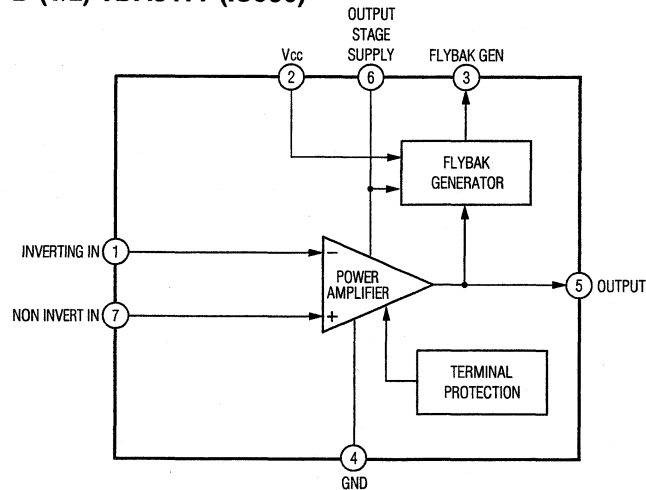 OUTPUT
STAGE
SUPPLY
Vcc
FLYBAK GEN
2
6
3
FLYBAK
GENERATOR
INVERTING IN
1
−
POWER
AMPLIFIER
5
OUTPUT
NON INVERT IN
7
+
TERMINAL
PROTECTION
4
GND